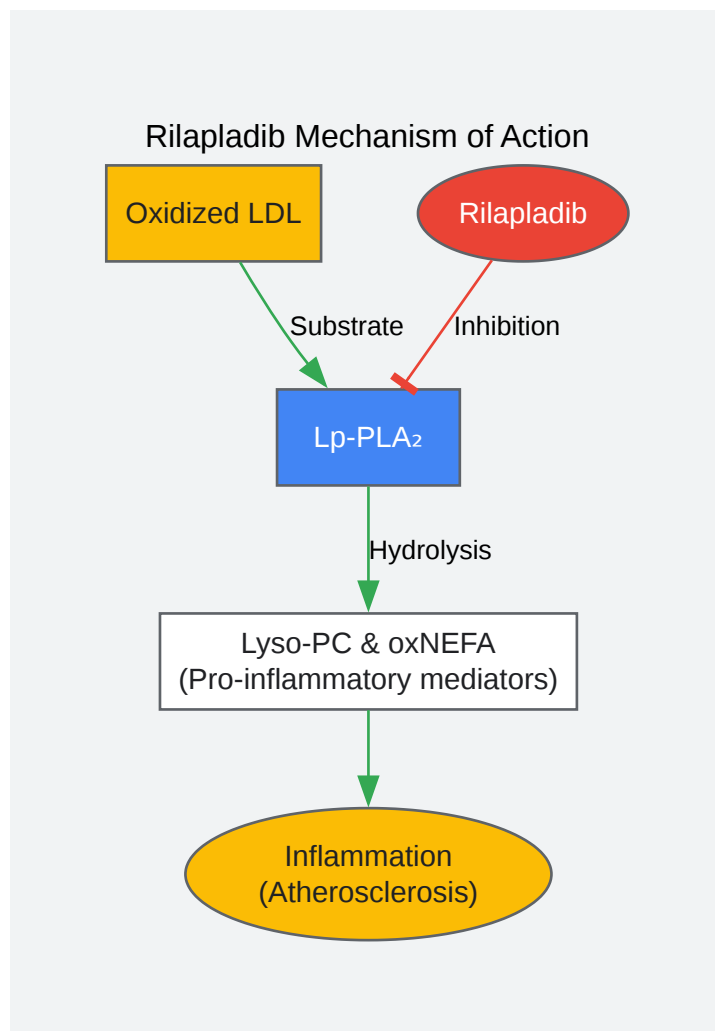 Rilapladib Mechanism of Action
Oxidized LDL
Rilapladib
Substrate
Inhibition
Lp-PLA₂
Hydrolysis
Lyso-PC & oxNEFA
(Pro-inflammatory mediators)
Inflammation
(Atherosclerosis)